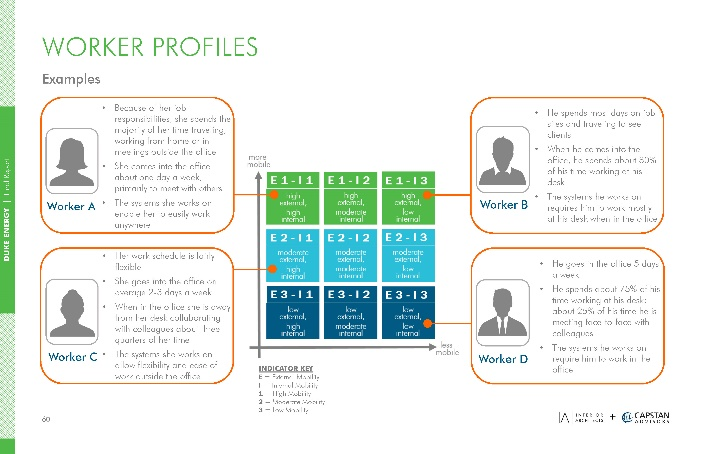 WORKER PROFILES
Examples
DUKE ENERGY | Final Report
• Because of her job
responsibilities, she spends the
majority of her time traveling,
working from home or in
meetings outside the office
• She comes into the office
about one day a week,
primarily to meet with others
• The systems she works on
enable her to easily work
anywhere
Worker A
• Her work schedule is fairly
flexible
• She goes into the office on
average 2-3 days a week
• When in the office she is away
from her desk collaborating
with colleagues about three
quarters of her time
• The systems she works on
allow flexibility and ease of
work outside the office
Worker C
more
mobile
E1-I1 E1-I2 E1-I3
high external, high internal
high external, moderate internal
high external, low internal
E2-I1 E2-I2 E2-I3
moderate external, high internal
moderate external, moderate internal
moderate external, low internal
E3-I1 E3-I2 E3-I3
low external, high internal
low external, moderate internal
low external, low internal
less
mobile
INDICATOR KEY
E = External Mobility
I = Internal Mobility
1 = High Mobility
2 = Moderate Mobility
3 = Low Mobility
• He spends most days on job
sites and traveling to see
clients
• When he comes into the
office, he spends about 60%
of his time working at his
desk
• The systems he works on
requires him to work mostly
at his desk when in the office
Worker B
• He goes in the office 5 days
a week
• He spends about 75% at his
time working at his desk;
about 25% of his time he is
meeting face-to-face with
colleagues
• The systems he works on
require him to work in the
office
Worker D
60
IA INTERIOR
ARCHITECTS
+
CAPSTAN
ADVISORS